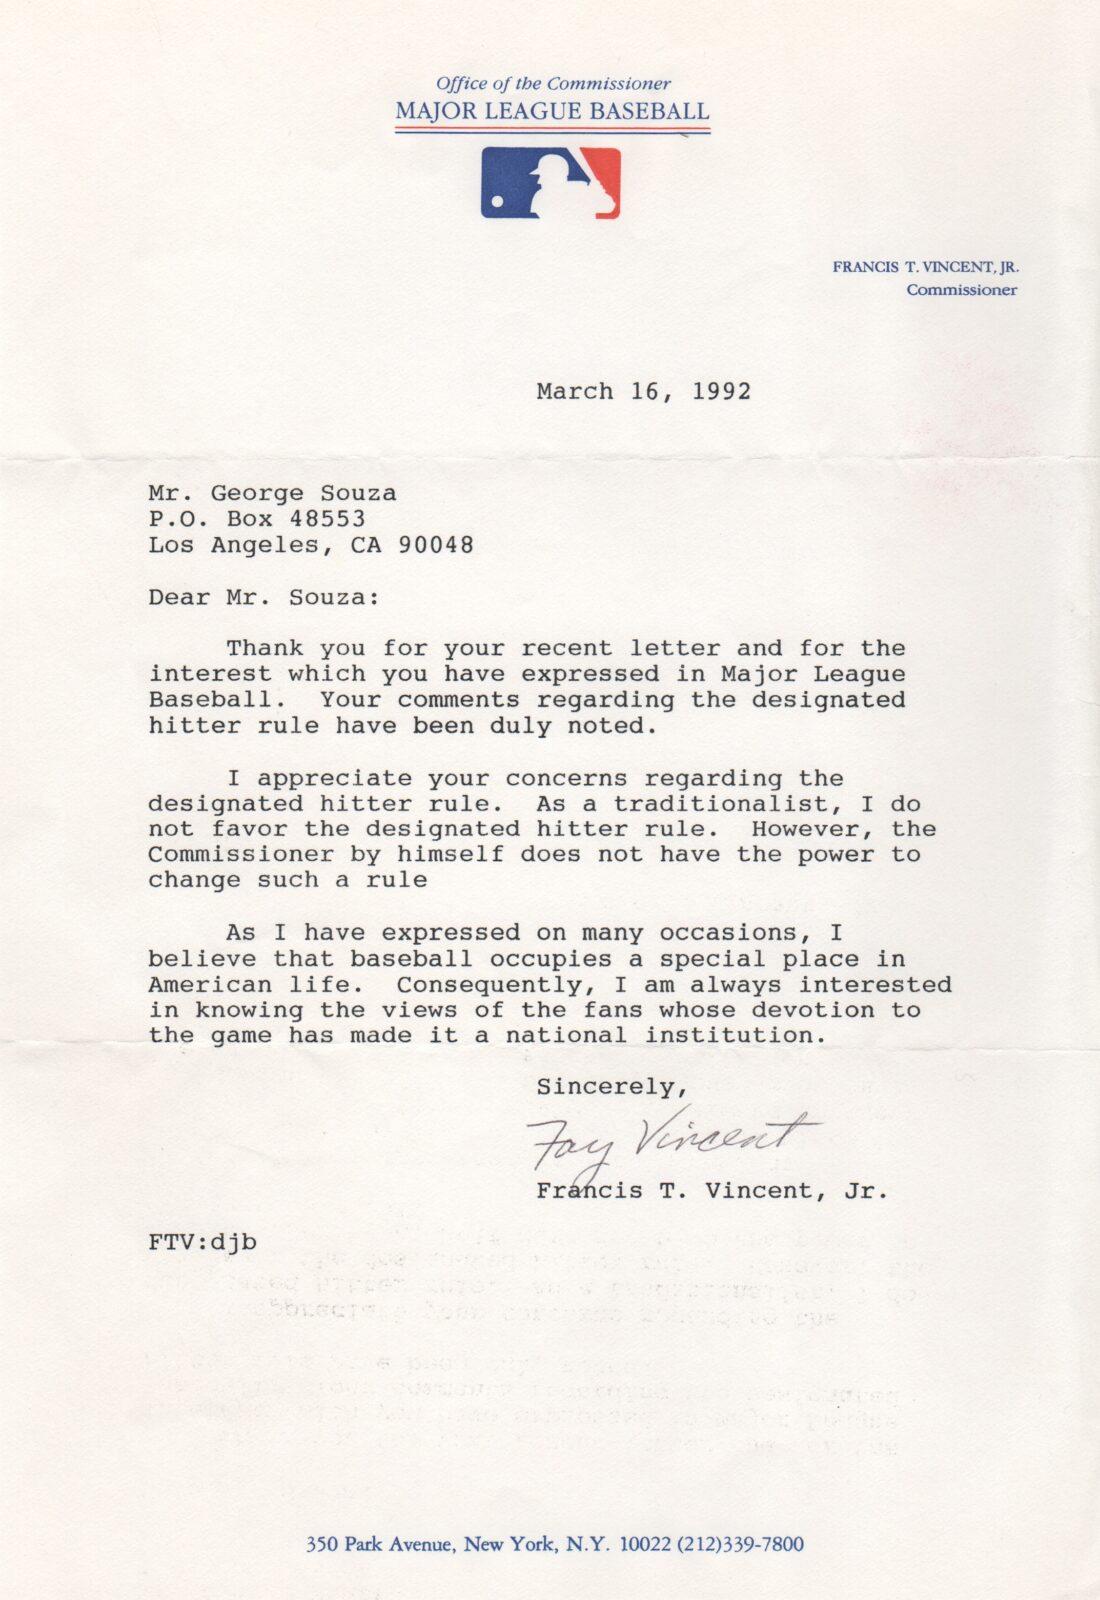 Office of the Commissioner
MAJOR LEAGUE BASEBALL
FRANCIS T. VINCENT, JR.
Commissioner
March 16, 1992
Mr. George Souza
P.O. Box 48553
Los Angeles, CA 90048
Dear Mr. Souza:
Thank you for your recent letter and for the
interest which you have expressed in Major League
Baseball. Your comments regarding the designated
hitter rule have been duly noted.
I appreciate your concerns regarding the
designated hitter rule. As a traditionalist, I do
not favor the designated hitter rule. However, the
Commissioner by himself does not have the power to
change such a rule
As I have expressed on many occasions, I
believe that baseball occupies a special place in
American life. Consequently, I am always interested
in knowing the views of the fans whose devotion to
the game has made it a national institution.
Sincerely,
Fay Vincent
Francis T. Vincent, Jr.
FTV:djb
350 Park Avenue, New York, N.Y. 10022 (212)339-7800